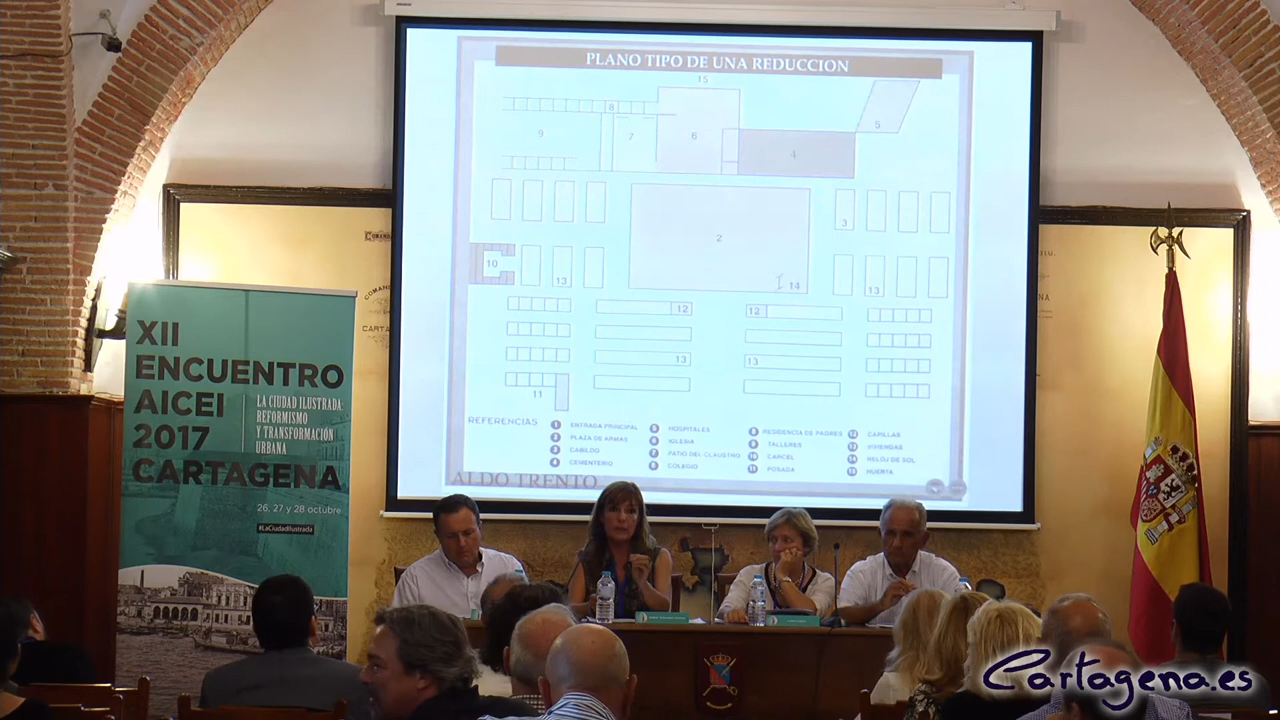 PLANO TIPO DE UNA REDUCCION
15
8
9
7
6
5
4
3
2
10
13
14
13
12
12
13
13
11
REFERENCIAS
1 ENTRADA PRINCIPAL
2 PLAZA DE ARMAS
3 CABILDO
4 CEMENTERIO
5 HOSPITALES
6 IGLESIA
7 PATIO DEL CLAUSTRO
8 COLEGIO
8 RESIDENCIA DE PADRES
9 TALLERES
10 CARCEL
11 POSADA
12 CAPILLAS
13 VIVIENDAS
14 RELOJ DE SOL
15 HUERTA
ALDO TRENTO
XII
ENCUENTRO
AICEI
2017
CARTAGENA
LA CIUDAD ILUSTRADA:
REFORMISMO
Y TRANSFORMACIÓN
URBANA
26, 27 y 28 octubre
#LaCiudadIlustrada
Cartagena.es